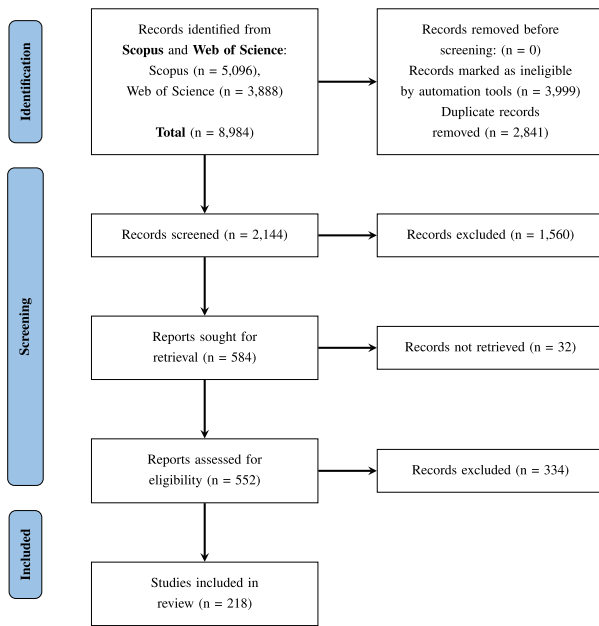 Identification
Records identified from
Scopus and Web of Science:
Scopus (n = 5,096),
Web of Science (n = 3,888)
Total (n = 8,984)
Records removed before
screening: (n = 0)
Records marked as ineligible
by automation tools (n = 3,999)
Duplicate records
removed (n = 2,841)
Screening
Records screened (n = 2,144)
Records excluded (n = 1,560)
Reports sought for
retrieval (n = 584)
Records not retrieved (n = 32)
Reports assessed for
eligibility (n = 552)
Records excluded (n = 334)
Included
Studies included in
review (n = 218)